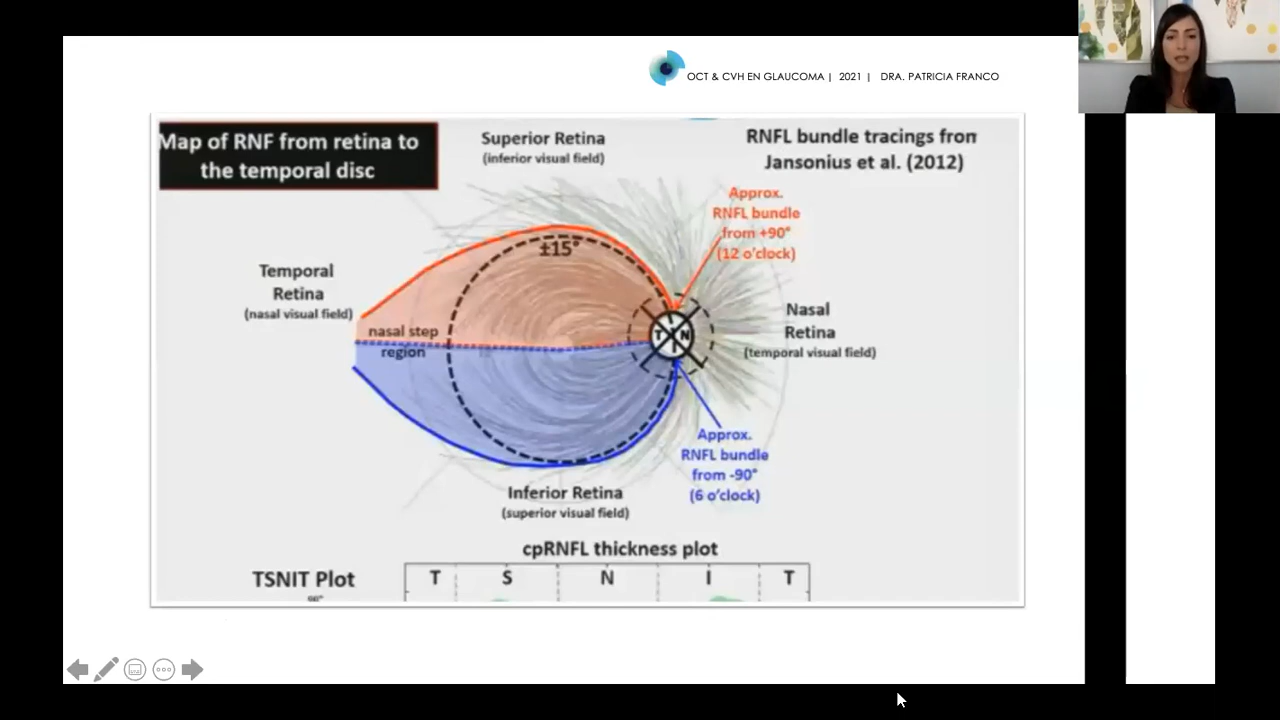 OCT & CVH EN GLAUCOMA | 2021 | DRA. PATRICIA FRANCO
Map of RNF from retina to
the temporal disc
Superior Retina
(inferior visual field)
RNFL bundle tracings from
Jansonius et al. (2012)
Approx.
RNFL bundle
from +90°
(12 o'clock)
±15°
Temporal
Retina
(nasal visual field)
nasal step
region
T N
Nasal
Retina
(temporal visual field)
Approx.
RNFL bundle
from -90°
(6 o'clock)
Inferior Retina
(superior visual field)
cpRNFL thickness plot
TSNIT Plot
T S N I T
90°